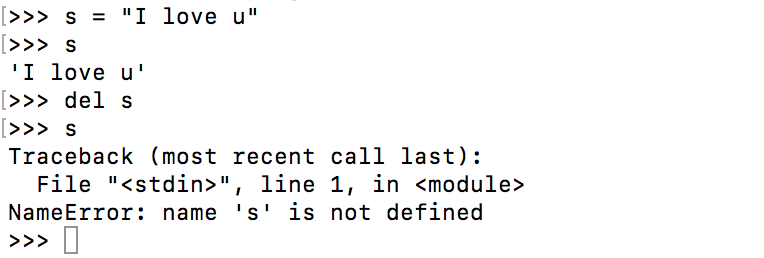 [>>> s = "I love u"
[>>> s
'I love u'
[>>> del s
[>>> s
Traceback (most recent call last):
  File "<stdin>", line 1, in <module>
NameError: name 's' is not defined
>>>